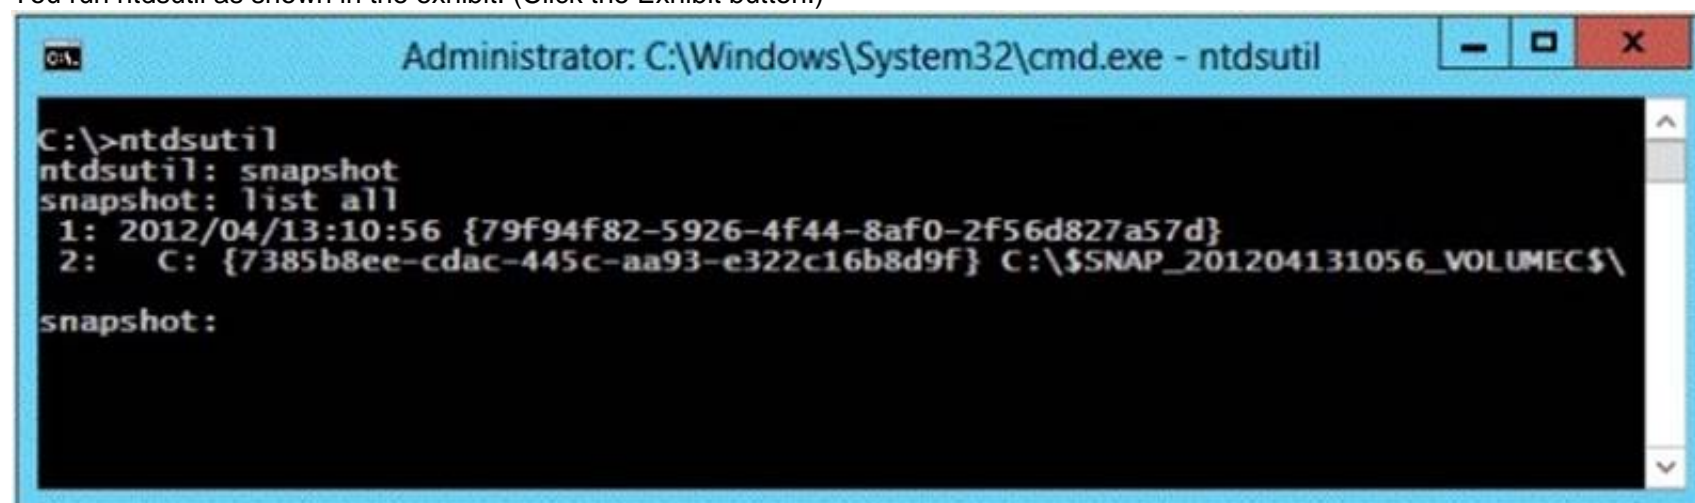 You run ntdsutil as shown in the exhibit. (Click the Exhibit button.)
Administrator: C:\Windows\System32\cmd.exe - ntdsutil
C:\>ntdsutil
ntdsutil: snapshot
snapshot: list all
1: 2012/04/13:10:56 {79f94f82-5926-4f44-8af0-2f56d827a57d}
2: C: {7385b8ee-cdac-445c-aa93-e322c16b8d9f} C:\$SNAP_201204131056_VOLUMEC$\
snapshot: